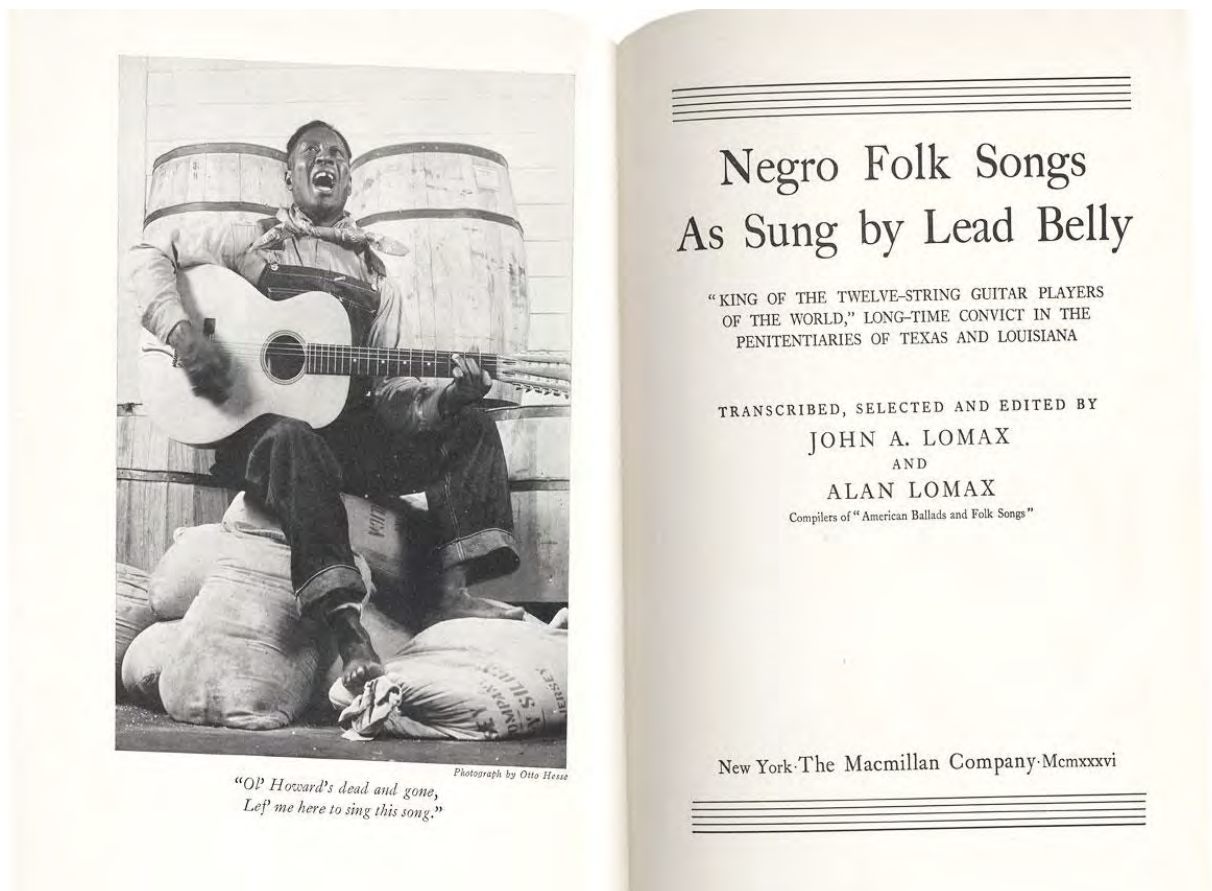 Photograph by Otto Hesse
"Ol' Howard's dead and gone,
Lef' me here to sing this song."
Negro Folk Songs
As Sung by Lead Belly
"KING OF THE TWELVE-STRING GUITAR PLAYERS
OF THE WORLD," LONG-TIME CONVICT IN THE
PENITENTIARIES OF TEXAS AND LOUISIANA
TRANSCRIBED, SELECTED AND EDITED BY
JOHN A. LOMAX
AND
ALAN LOMAX
Compilers of "American Ballads and Folk Songs"
New York·The Macmillan Company·Mcmxxxvi